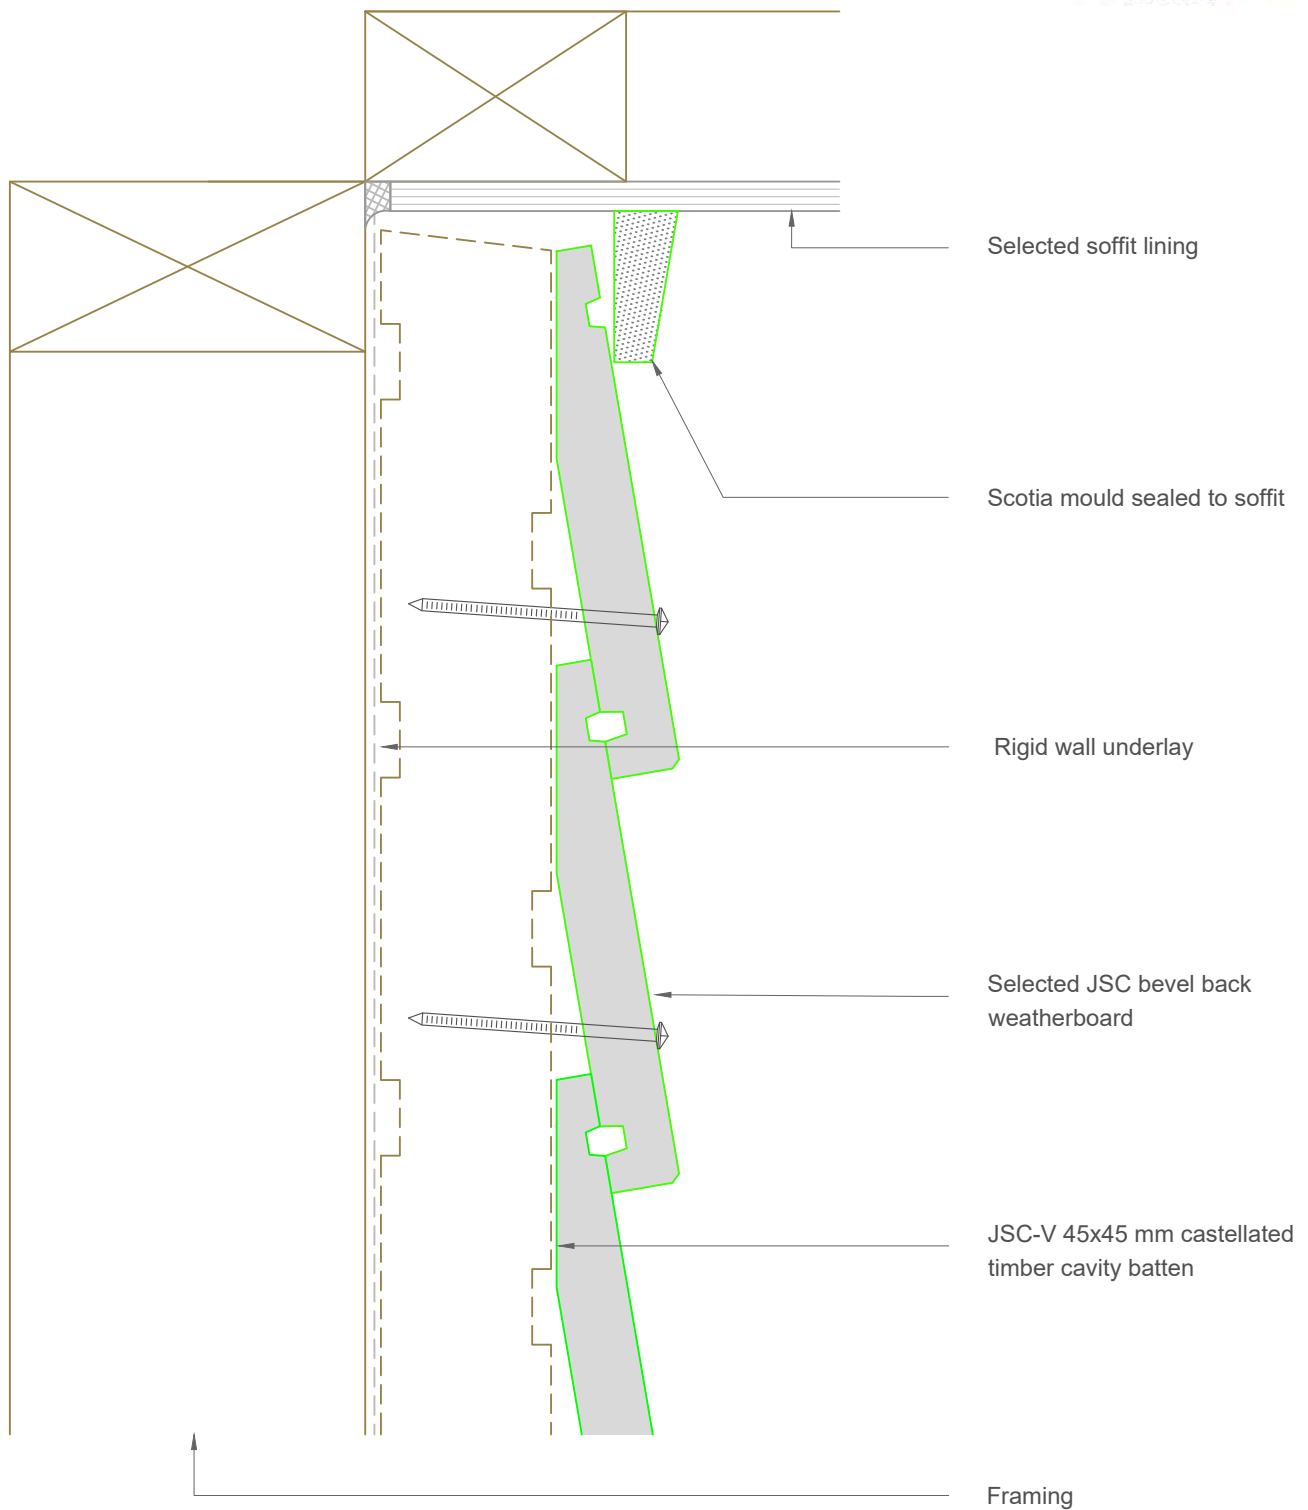 Selected soffit lining
Scotia mould sealed to soffit
Rigid wall underlay
Selected JSC bevel back
weatherboard
JSC-V 45x45 mm castellated
timber cavity batten
Framing